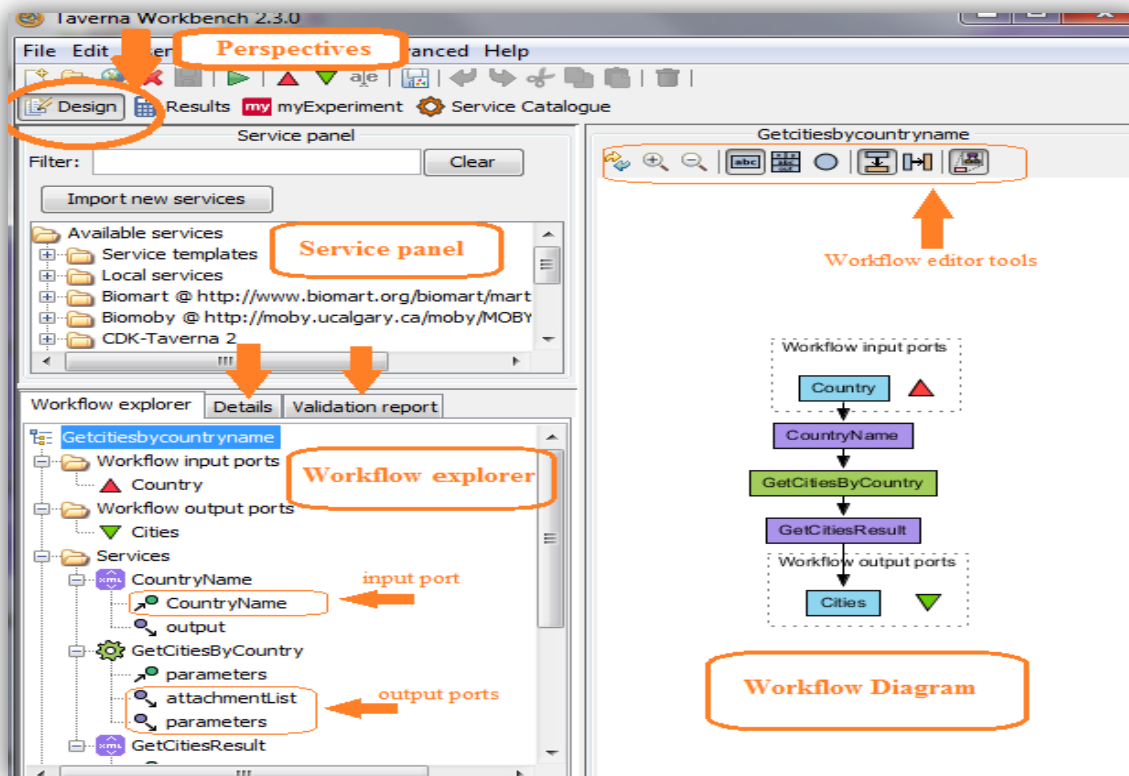 Taverna Workbench 2.3.0
File Edit
Perspectives
Help
Design Results my myExperiment Service Catalogue
Service panel
Filter: Clear
Import new services
Available services
Service templates
Local services
Biomart @ http://www.biomart.org/biomart/mart
Biomoby @ http://moby.ucalgary.ca/moby/MOBY
CDK-Taverna 2
Service panel
Workflow explorer Details Validation report
Getcitiesbycountryname
Workflow input ports
Country
Workflow output ports
Cities
Services
xml CountryName
CountryName
output
GetCitiesByCountry
parameters
attachmentList
parameters
xml GetCitiesResult
Workflow explorer
input port
output ports
Getcitiesbycountryname
abc
Workflow editor tools
Workflow input ports
Country
CountryName
GetCitiesByCountry
GetCitiesResult
Workflow output ports
Cities
Workflow Diagram